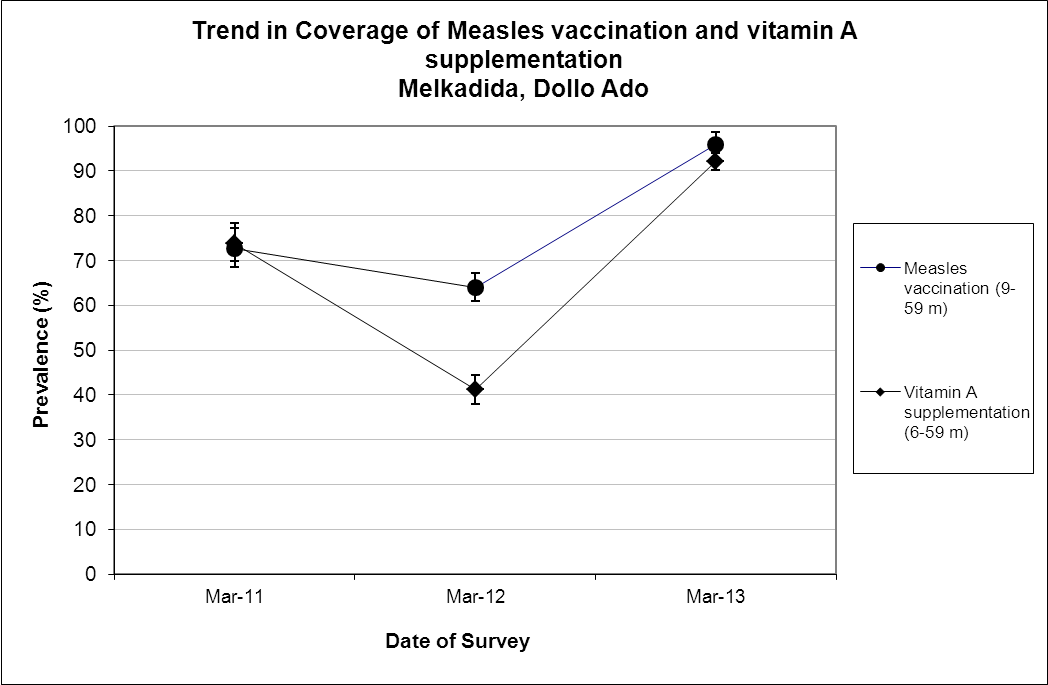 Trend in Coverage of Measles vaccination and vitamin A
supplementation
Melkadida, Dollo Ado
Prevalence (%)
100
90
80
70
60
50
40
30
20
10
0
Mar-11
Mar-12
Mar-13
Date of Survey
Measles
vaccination (9-
59 m)
Vitamin A
supplementation
(6-59 m)